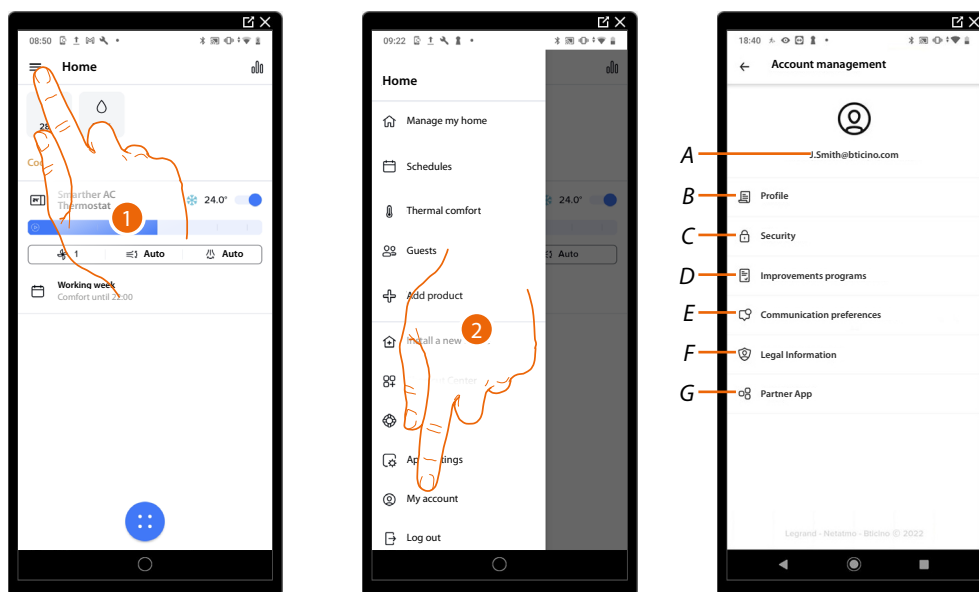 08:50
Home
28
Coo
Smarther AC
Thermostat
24.0°
1
1
Auto
Auto
Working week
Comfort until 22:00
09:22
Home
Manage my home
Schedules
Thermal comfort
Guests
Add product
2
Install a new
Center
App
tings
My account
Log out
24.0°
Auto
18:40
Account management
A
J.Smith@bticino.com
B
Profile
C
Security
D
Improvements programs
E
Communication preferences
F
Legal Information
G
Partner App
Legrand - Netatmo - Bticino © 2022